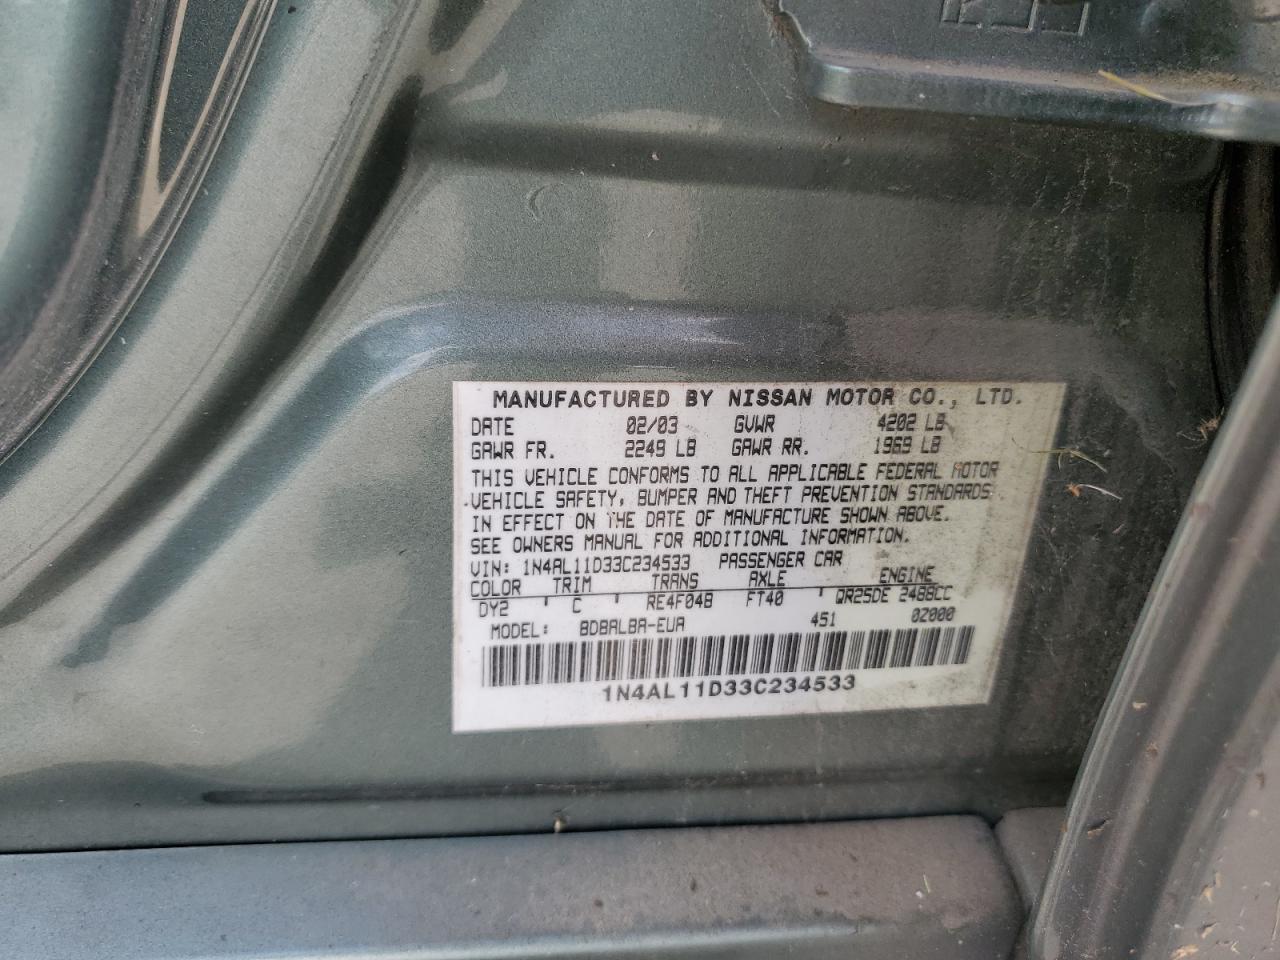 MANUFACTURED BY NISSAN MOTOR CO., LTD.
DATE 02/03 GVWR 4202 LB
GAWR FR. 2249 LB GAWR RR. 1969 LB
THIS VEHICLE CONFORMS TO ALL APPLICABLE FEDERAL MOTOR
VEHICLE SAFETY, BUMPER AND THEFT PREVENTION STANDARDS
IN EFFECT ON THE DATE OF MANUFACTURE SHOWN ABOVE.
SEE OWNERS MANUAL FOR ADDITIONAL INFORMATION.
VIN: 1N4AL11D33C234533 PASSENGER CAR
COLOR TRIM TRANS AXLE ENGINE
DY2 C RE4F04B FT40 QR25DE 2488CC
MODEL: BDBALBA-EUA 451 02000
1N4AL11D33C234533